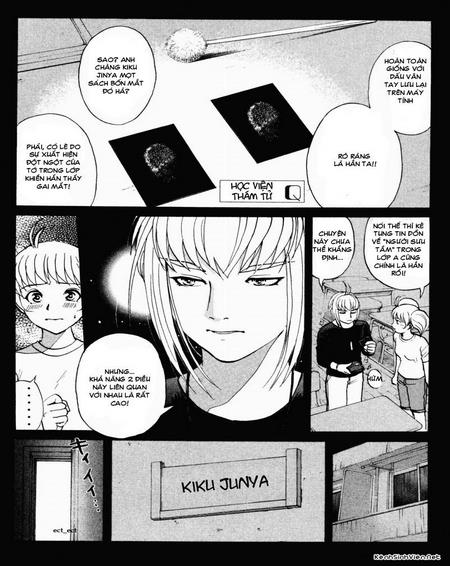 SAO? ANH
CHÀNG KIKU
JINYA MỌT
SÁCH BỐN MẮT
ĐÓ HẢ?
HOÀN TOÀN
GIỐNG VỚI
DẤU VÂN
TAY LƯU LẠI
TRÊN MÁY
TÍNH
PHẢI, CÓ LẼ DO
SỰ XUẤT HIỆN
ĐỘT NGỘT CỦA
TỚ TRONG LỚP
KHIẾN HẮN THẤY
GAI MẮT!
RÕ RÀNG
LÀ HẮN TA!!
HỌC VIỆN
THÁM TỬ Q
NÓI THẾ THÌ KẺ
TUNG TIN ĐỒN
VỀ "NGƯỜI SƯU
TẦM" TRONG
LỚP A CŨNG
CHÍNH LÀ HẮN
RỒI!
CHUYỆN
NÀY CHƯA
THỂ KHẲNG
ĐỊNH...
HỪM..
NHƯNG...
KHẢ NĂNG 2 ĐIỀU
NÀY LIÊN QUAN
VỚI NHAU LÀ RẤT
CAO!
ギイイ…
KIKU JUNYA
ect_ect
KenhSinhVien.Net